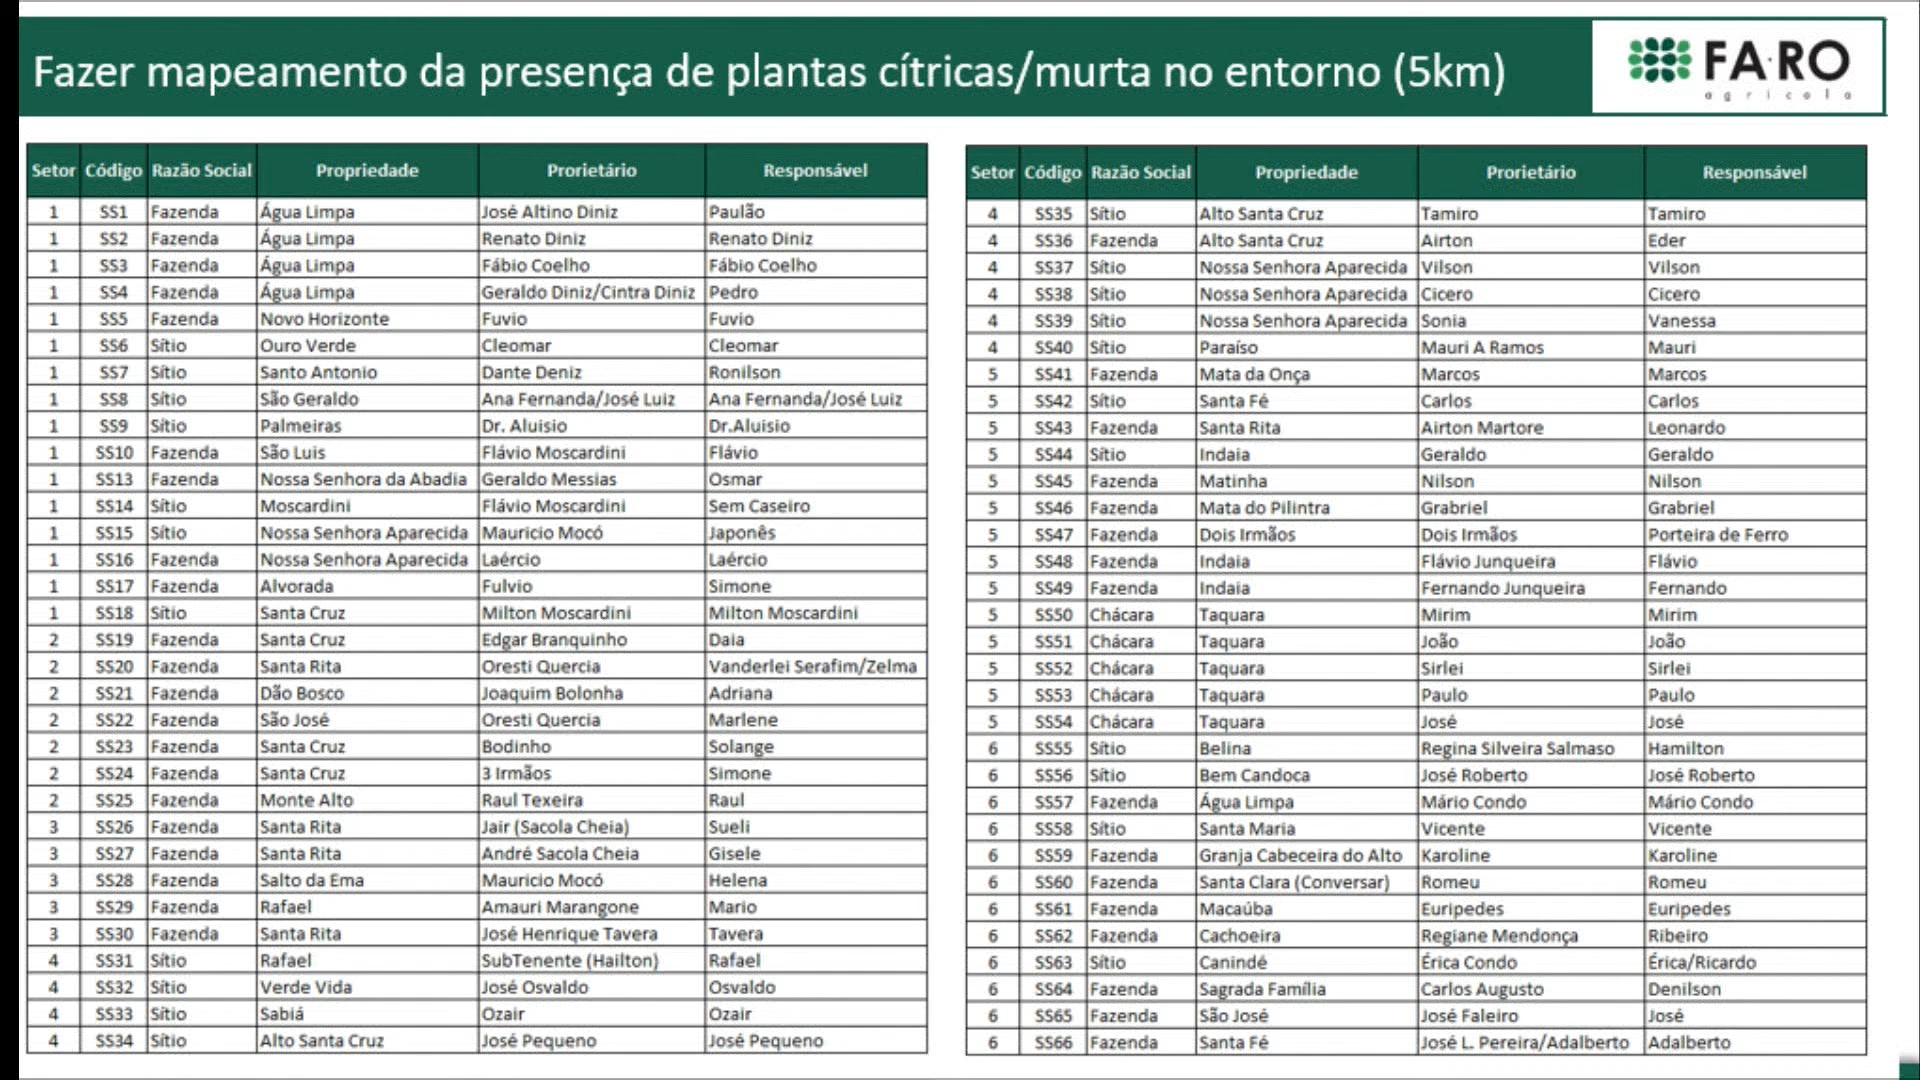 Fazer mapeamento da presença de plantas cítricas/murta no entorno (5km)
FA·RO
agrícola
Setor Código Razão Social Propriedade Prorietário Responsável
1 SS1 Fazenda Água Limpa José Altino Diniz Paulão
1 SS2 Fazenda Água Limpa Renato Diniz Renato Diniz
1 SS3 Fazenda Água Limpa Fábio Coelho Fábio Coelho
1 SS4 Fazenda Água Limpa Geraldo Diniz/Cintra Diniz Pedro
1 SS5 Fazenda Novo Horizonte Fuvio Fuvio
1 SS6 Sítio Ouro Verde Cleomar Cleomar
1 SS7 Sítio Santo Antonio Dante Deniz Ronilson
1 SS8 Sítio São Geraldo Ana Fernanda/José Luiz Ana Fernanda/José Luiz
1 SS9 Sítio Palmeiras Dr. Aluisio Dr.Aluisio
1 SS10 Fazenda São Luis Flávio Moscardini Flávio
1 SS13 Fazenda Nossa Senhora da Abadia Geraldo Messias Osmar
1 SS14 Sítio Moscardini Flávio Moscardini Sem Caseiro
1 SS15 Sítio Nossa Senhora Aparecida Mauricio Mocó Japonês
1 SS16 Fazenda Nossa Senhora Aparecida Laércio Laércio
1 SS17 Fazenda Alvorada Fulvio Simone
1 SS18 Sítio Santa Cruz Milton Moscardini Milton Moscardini
2 SS19 Fazenda Santa Cruz Edgar Branquinho Daia
2 SS20 Fazenda Santa Rita Oresti Quercia Vanderlei Serafim/Zelma
2 SS21 Fazenda Dão Bosco Joaquim Bolonha Adriana
2 SS22 Fazenda São José Oresti Quercia Marlene
2 SS23 Fazenda Santa Cruz Bodinho Solange
2 SS24 Fazenda Santa Cruz 3 Irmãos Simone
2 SS25 Fazenda Monte Alto Raul Texeira Raul
3 SS26 Fazenda Santa Rita Jair (Sacola Cheia) Sueli
3 SS27 Fazenda Santa Rita André Sacola Cheia Gisele
3 SS28 Fazenda Salto da Ema Mauricio Mocó Helena
3 SS29 Fazenda Rafael Amauri Marangone Mario
3 SS30 Fazenda Santa Rita José Henrique Tavera Tavera
4 SS31 Sítio Rafael SubTenente (Hailton) Rafael
4 SS32 Sítio Verde Vida José Osvaldo Osvaldo
4 SS33 Sítio Sabiá Ozair Ozair
4 SS34 Sítio Alto Santa Cruz José Pequeno José Pequeno
Setor Código Razão Social Propriedade Prorietário Responsável
4 SS35 Sítio Alto Santa Cruz Tamiro Tamiro
4 SS36 Fazenda Alto Santa Cruz Airton Eder
4 SS37 Sítio Nossa Senhora Aparecida Vilson Vilson
4 SS38 Sítio Nossa Senhora Aparecida Cicero Cicero
4 SS39 Sítio Nossa Senhora Aparecida Sonia Vanessa
4 SS40 Sítio Paraíso Mauri A Ramos Mauri
5 SS41 Fazenda Mata da Onça Marcos Marcos
5 SS42 Sítio Santa Fé Carlos Carlos
5 SS43 Fazenda Santa Rita Airton Martore Leonardo
5 SS44 Sítio Indaia Geraldo Geraldo
5 SS45 Fazenda Matinha Nilson Nilson
5 SS46 Fazenda Mata do Pilintra Grabriel Grabriel
5 SS47 Fazenda Dois Irmãos Dois Irmãos Porteira de Ferro
5 SS48 Fazenda Indaia Flávio Junqueira Flávio
5 SS49 Fazenda Indaia Fernando Junqueira Fernando
5 SS50 Chácara Taquara Mirim Mirim
5 SS51 Chácara Taquara João João
5 SS52 Chácara Taquara Sirlei Sirlei
5 SS53 Chácara Taquara Paulo Paulo
5 SS54 Chácara Taquara José José
6 SS55 Sítio Belina Regina Silveira Salmaso Hamilton
6 SS56 Sítio Bem Candoca José Roberto José Roberto
6 SS57 Fazenda Água Limpa Mário Condo Mário Condo
6 SS58 Sítio Santa Maria Vicente Vicente
6 SS59 Fazenda Granja Cabeceira do Alto Karoline Karoline
6 SS60 Fazenda Santa Clara (Conversar) Romeu Romeu
6 SS61 Fazenda Macaúba Euripedes Euripedes
6 SS62 Fazenda Cachoeira Regiane Mendonça Ribeiro
6 SS63 Sítio Canindé Érica Condo Érica/Ricardo
6 SS64 Fazenda Sagrada Família Carlos Augusto Denilson
6 SS65 Fazenda São José José Faleiro José
6 SS66 Fazenda Santa Fé José L. Pereira/Adalberto Adalberto